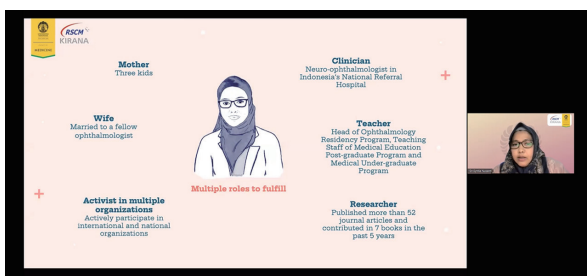 MEDICINE
RSCM
KIRANA
Mother
Three kids
Wife
Married to a fellow
ophthalmologist
Activist in multiple
organizations
Actively participate in
international and national
organizations
Multiple roles to fulfill
Clinician
Neuro-ophthalmologist in
Indonesia's National Referral
Hospital
Teacher
Head of Ophthalmology
Residency Program, Teaching
Staff of Medical Education
Post-graduate Program and
Medical Under-graduate
Program
Researcher
Published more than 52
journal articles and
contributed in 7 books in the
past 5 years